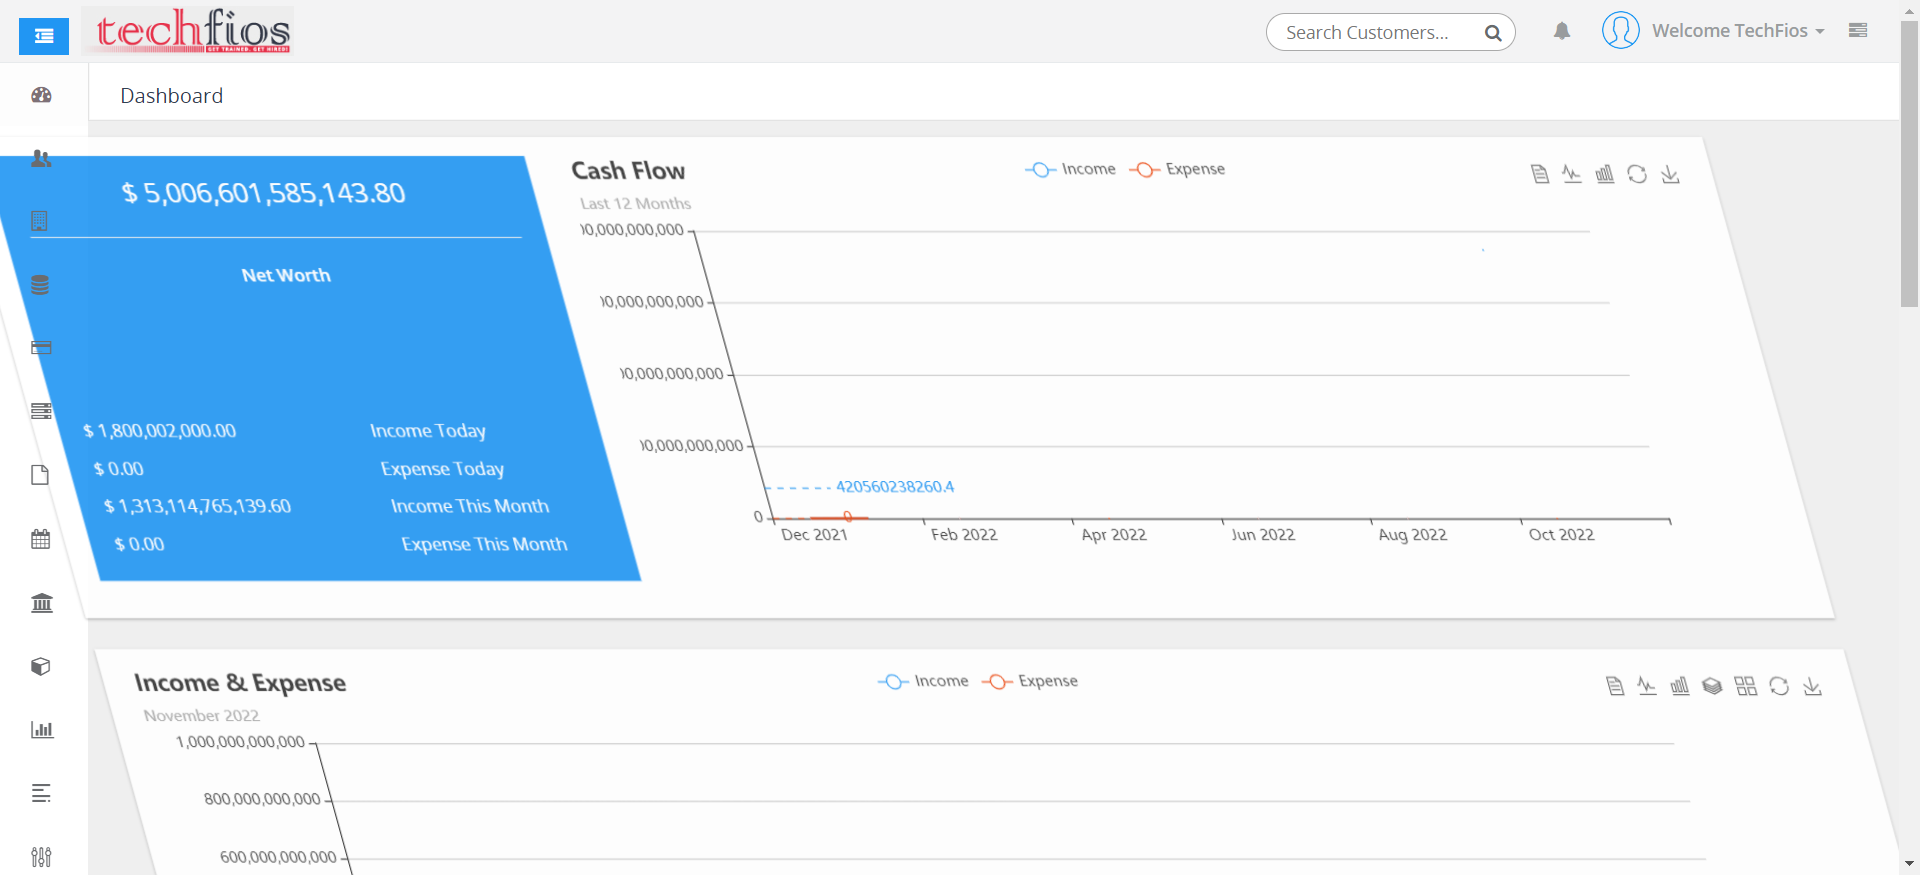 techfios
GET TRAINED. GET HIRED!
Search Customers...
Welcome TechFios
Dashboard
$ 5,006,601,585,143.80
Net Worth
$ 1,800,002,000.00 Income Today
$ 0.00 Expense Today
$ 1,313,114,765,139.60 Income This Month
$ 0.00 Expense This Month
Cash Flow
Last 12 Months
Income Expense
0,000,000,000
0,000,000,000
0,000,000,000
0,000,000,000
420560238260.4
0
0
Dec 2021 Feb 2022 Apr 2022 Jun 2022 Aug 2022 Oct 2022
Income & Expense
November 2022
Income Expense
1,000,000,000,000
800,000,000,000
600,000,000,000